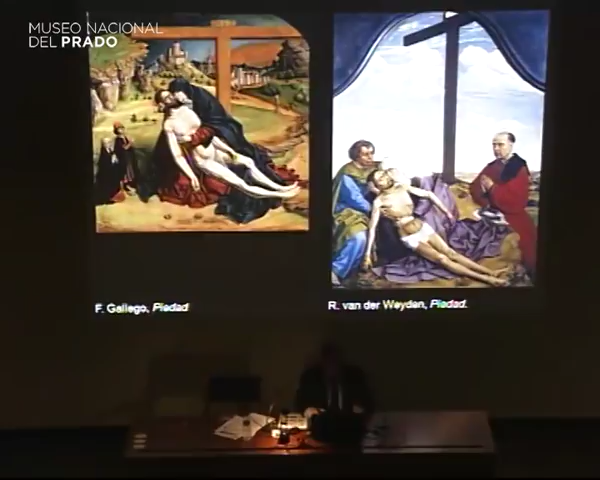 MUSEO NACIONAL
DEL PRADO
F. Gallego, Piedad
R. van der Weyden, Piedad.